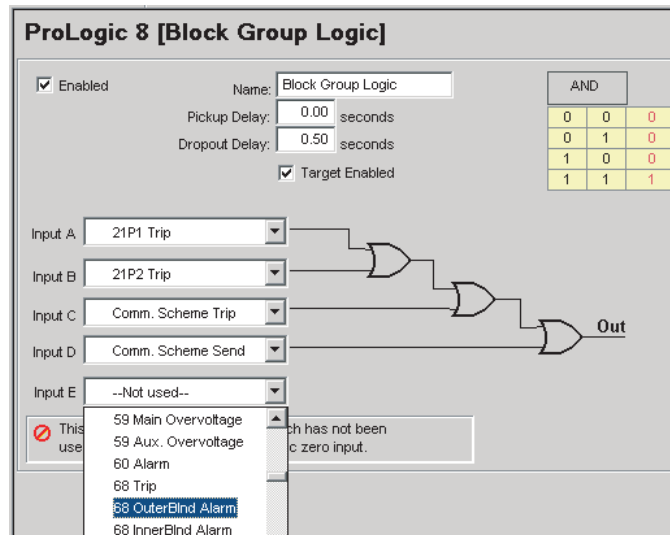 ProLogic 8 [Block Group Logic]
Enabled
Name: Block Group Logic
Pickup Delay: 0.00 seconds
Dropout Delay: 0.50 seconds
Target Enabled
AND
0 0 0
0 1 0
1 0 0
1 1 1
Input A 21P1 Trip
Input B 21P2 Trip
Input C Comm. Scheme Trip
Input D Comm. Scheme Send
Out
Input E --Not used--
This ch has not been
use c zero input.
59 Main Overvoltage
59 Aux. Overvoltage
60 Alarm
68 Trip
68 OuterBlnd Alarm
68 InnerBlnd Alarm